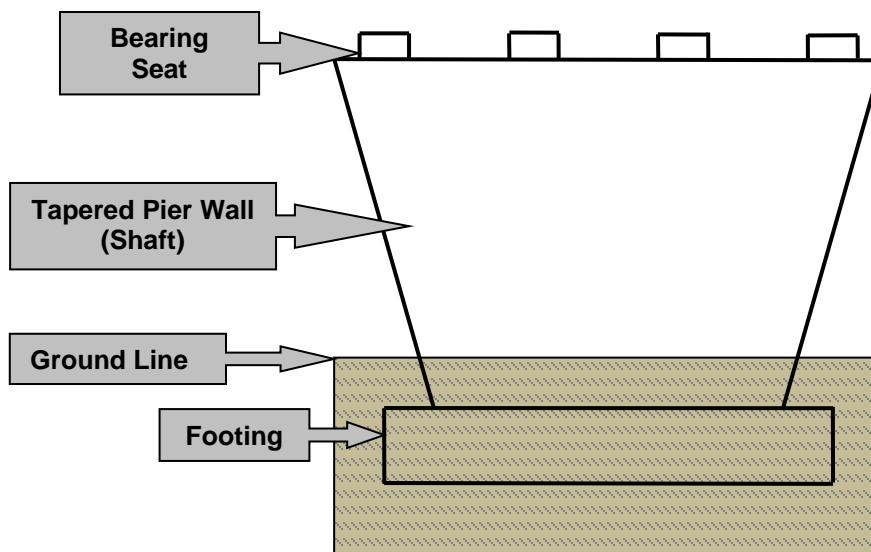 Bearing
Seat
Tapered Pier Wall
(Shaft)
Ground Line
Footing